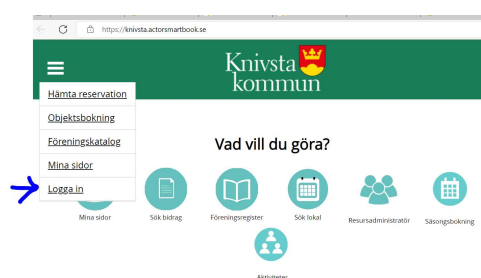 https://knivsta.actorsmartbook.se
Knivsta
kommun
Hämta reservation
Objektsbokning
Föreningskatalog
Mina sidor
Logga in
Vad vill du göra?
Mina sidor
Sök bidrag
Föreningsregister
Sök lokal
Resursadministratör
Säsongsbokning
Aktiviteter